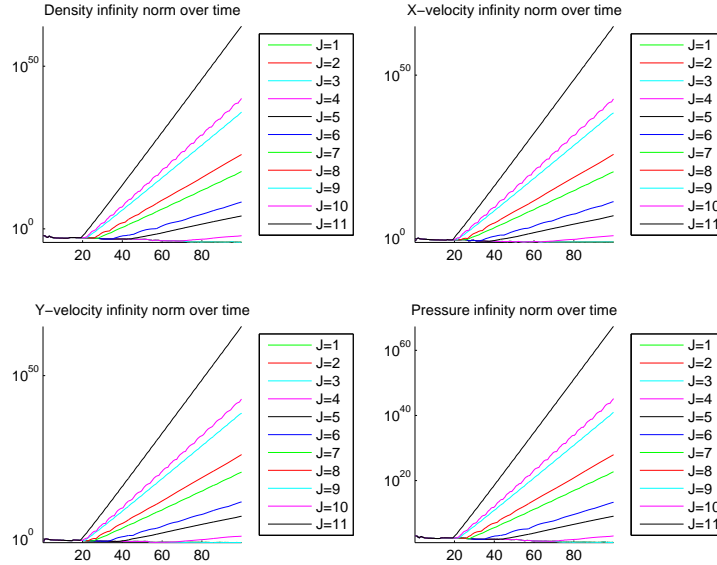 Density infinity norm over time
10^50
10^0
20 40 60 80
J=1
J=2
J=3
J=4
J=5
J=6
J=7
J=8
J=9
J=10
J=11
X-velocity infinity norm over time
10^50
10^0
20 40 60 80
J=1
J=2
J=3
J=4
J=5
J=6
J=7
J=8
J=9
J=10
J=11
Y-velocity infinity norm over time
10^50
10^0
20 40 60 80
J=1
J=2
J=3
J=4
J=5
J=6
J=7
J=8
J=9
J=10
J=11
Pressure infinity norm over time
10^60
10^40
10^20
20 40 60 80
J=1
J=2
J=3
J=4
J=5
J=6
J=7
J=8
J=9
J=10
J=11